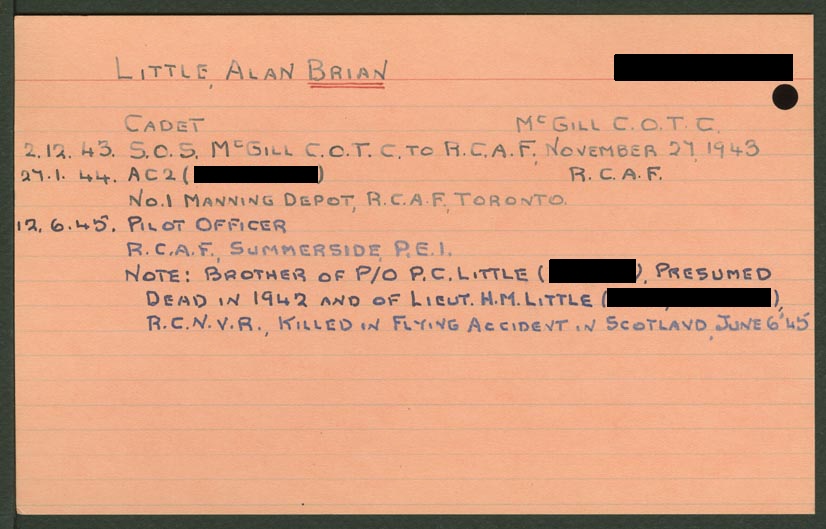 LITTLE, ALAN BRIAN
CADET McGILL C.O.T.C.
2.12.43. S.O.S. McGILL C.O.T.C. TO R.C.A.F, NOVEMBER 27, 1943
27.1.44. AC2 ( ) R.C.A.F.
No.1 MANNING DEPOT, R.C.A.F., TORONTO.
12.6.45. PILOT OFFICER
R.C.A.F., SUMMERSIDE, P.E.I.
NOTE: BROTHER OF P/O P.C. LITTLE ( ), PRESUMED
DEAD IN 1942 AND OF LIEUT. H.M. LITTLE ( ),
R.C.N.V.R., KILLED IN FLYING ACCIDENT IN SCOTLAND, JUNE 6'45